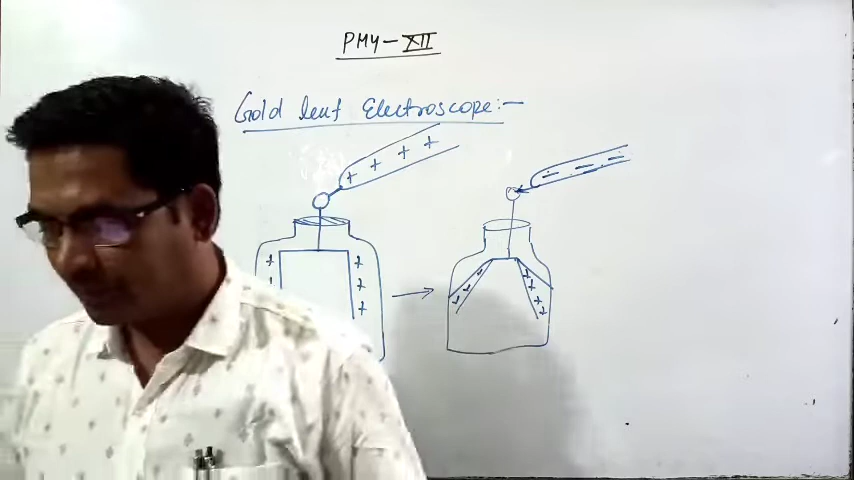 PHY-XII
Gold leaf Electroscope:-
+ + + +
- - -
+ + + +
+ + + +
+ +